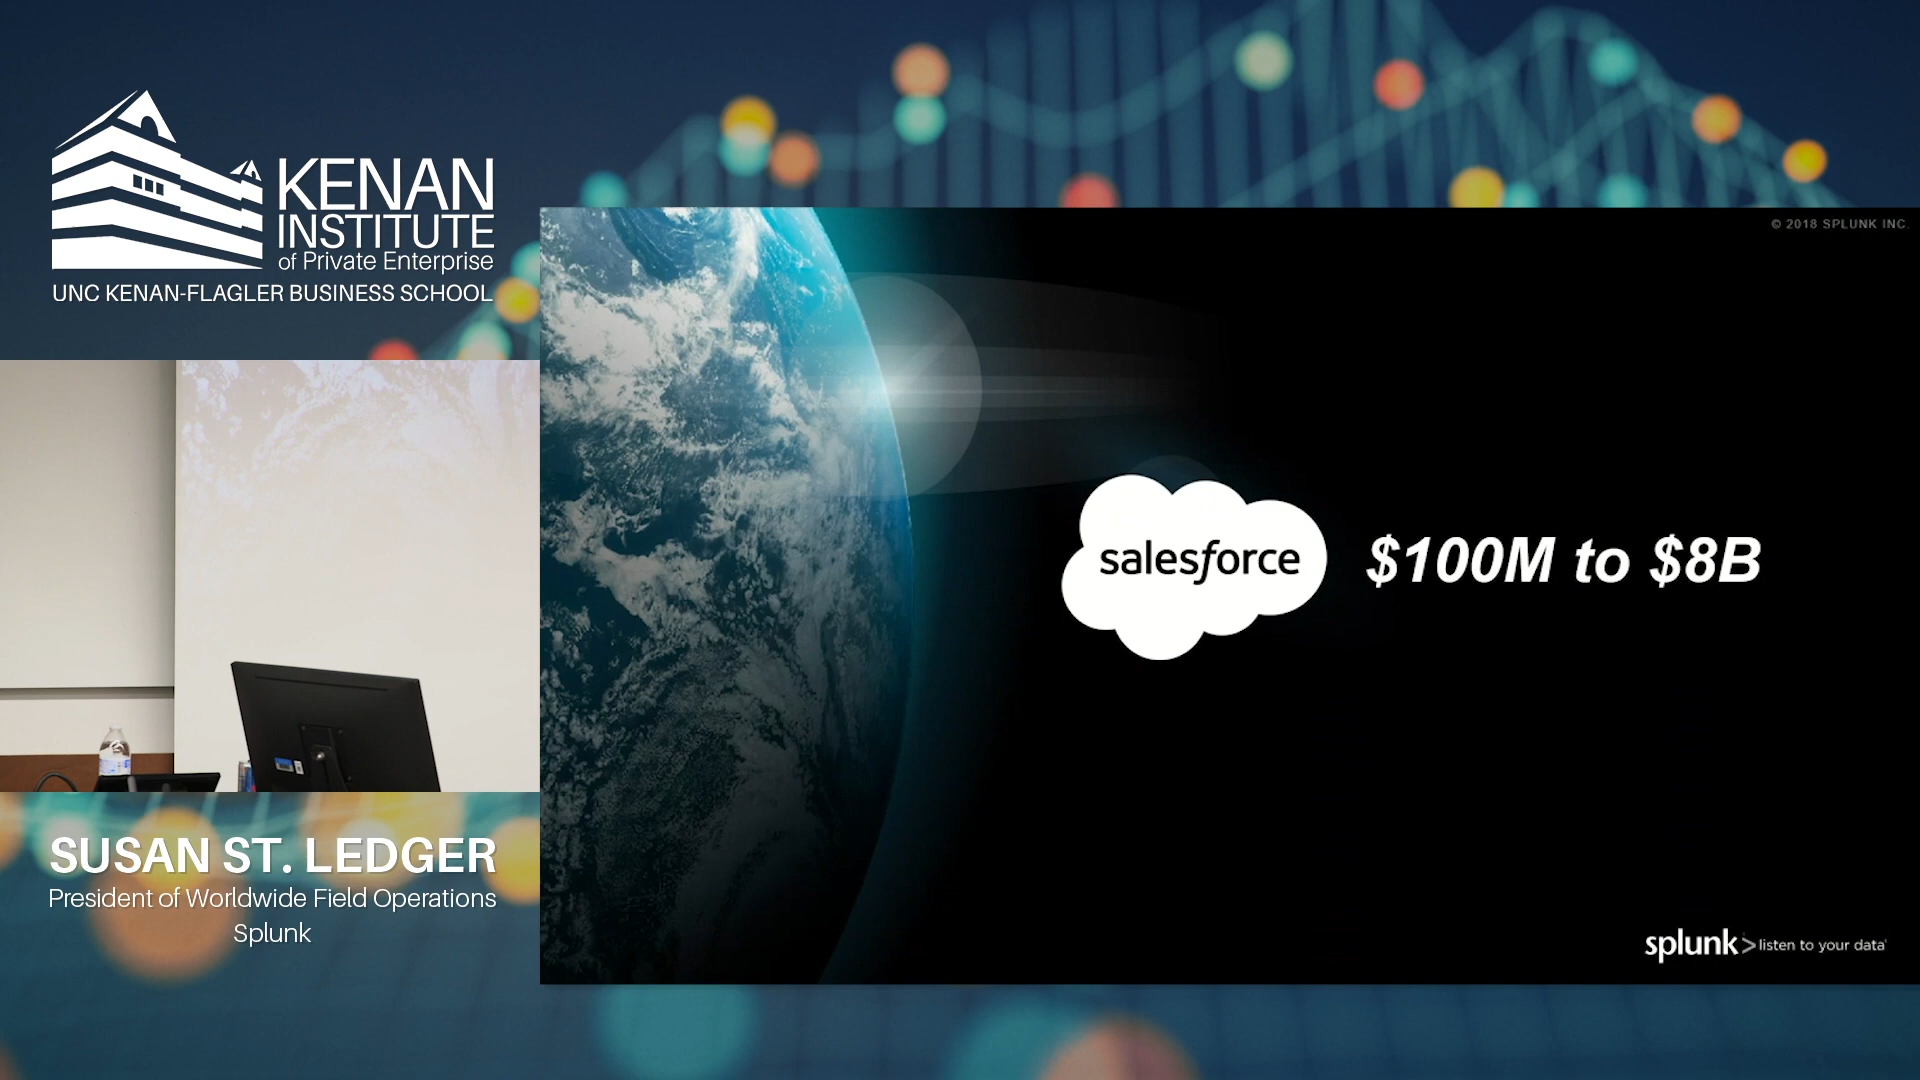 KENAN
INSTITUTE
of Private Enterprise
UNC KENAN-FLAGLER BUSINESS SCHOOL
© 2018 SPLUNK INC.
salesforce
$100M to $8B
SUSAN ST. LEDGER
President of Worldwide Field Operations
Splunk
splunk> listen to your data